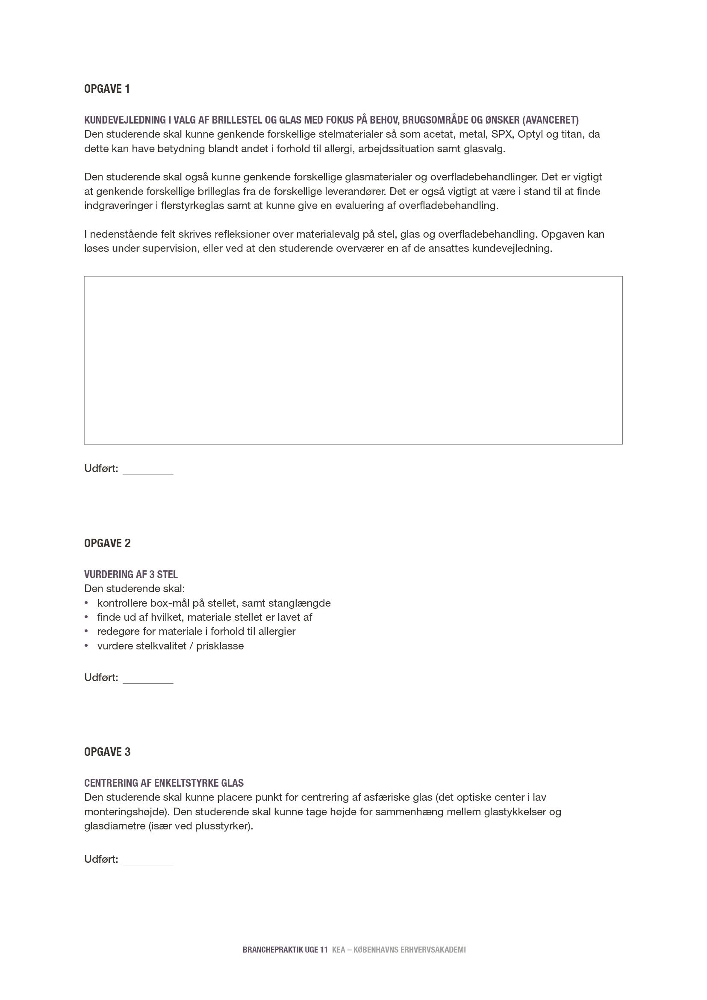 OPGAVE 1
KUNDEVEJLEDNING I VALG AF BRILLESTEL OG GLAS MED FOKUS PÅ BEHOV, BRUGSOMRÅDE OG ØNSKER (AVANCERET)
Den studerende skal kunne genkende forskellige stelmaterialer så som acetat, metal, SPX, Optyl og titan, da
dette kan have betydning blandt andet i forhold til allergi, arbejdssituation samt glasvalg.
Den studerende skal også kunne genkende forskellige glasmaterialer og overfladebehandlinger. Det er vigtigt
at genkende forskellige brilleglas fra de forskellige leverandører. Det er også vigtigt at være i stand til at finde
indgraveringer i flerstyrkeglas samt at kunne give en evaluering af overfladebehandling.
I nedenstående felt skrives refleksioner over materialevalg på stel, glas og overfladebehandling. Opgaven kan
løses under supervision, eller ved at den studerende overværer en af de ansattes kundevejledning.
Udført: _________
OPGAVE 2
VURDERING AF 3 STEL
Den studerende skal:
• kontrollere box-mål på stellet, samt stanglængde
• finde ud af hvilket, materiale stellet er lavet af
• redegøre for materiale i forhold til allergier
• vurdere stelkvalitet / prisklasse
Udført: _________
OPGAVE 3
CENTRERING AF ENKELTSTYRKE GLAS
Den studerende skal kunne placere punkt for centrering af asfæriske glas (det optiske center i lav
monteringshøjde). Den studerende skal kunne tage højde for sammenhæng mellem glastykkelser og
glasdiametre (især ved plusstyrker).
Udført: _________
BRANCHEPRAKTIK UGE 11 KEA – KØBENHAVNS ERHVERVSAKADEMI